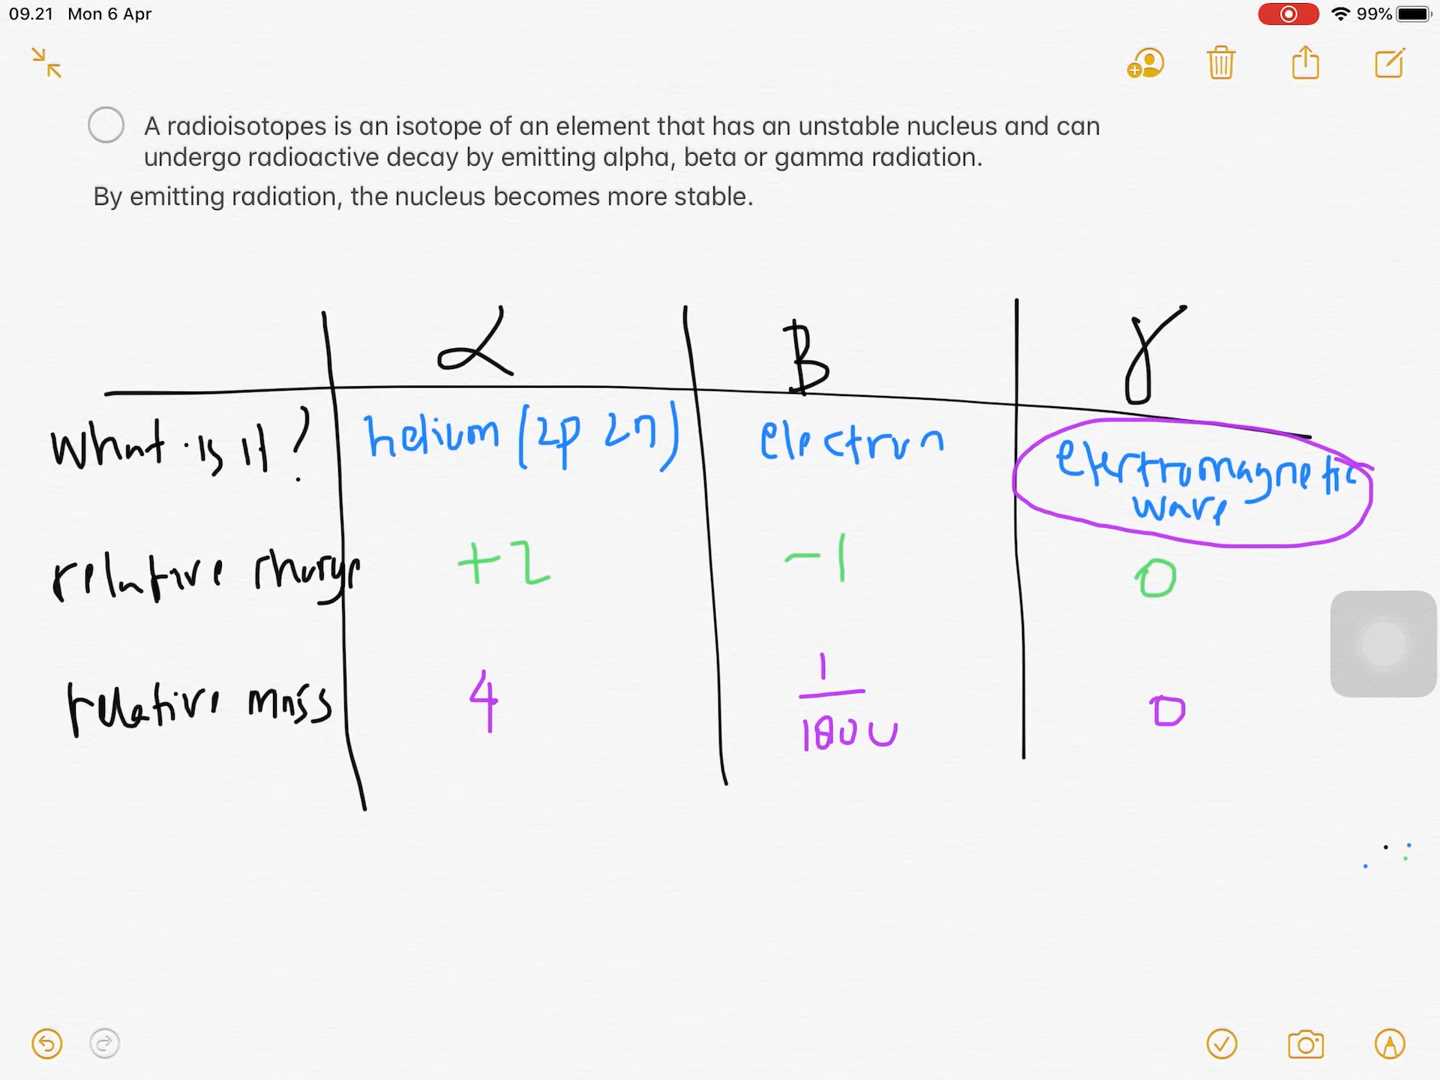 09.21 Mon 6 Apr
99%
A radioisotopes is an isotope of an element that has an unstable nucleus and can
undergo radioactive decay by emitting alpha, beta or gamma radiation.
By emitting radiation, the nucleus becomes more stable.
α β γ
What is it? helium (2p 2n) electron electromagnetic
wave
relative charge +2 -1 0
relative mass 4 1/1800 0